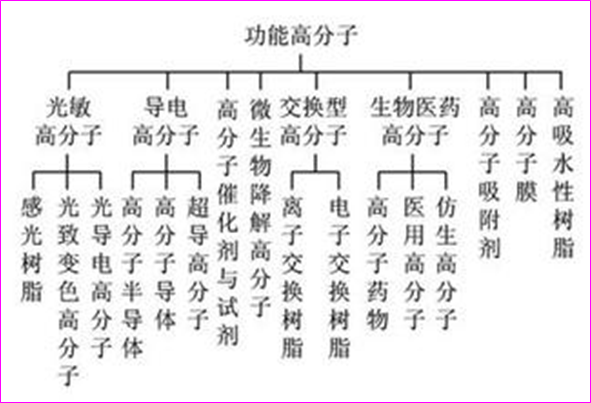 功能高分子
光敏
高分子
导电
高分子
高分子催化剂与试剂
微生物降解高分子
交换型
高分子
生物医药
高分子
高分子吸附剂
高分子膜
高吸水性树脂
感光树脂
光致变色高分子
光导电高分子
高分子半导体
高分子导体
超导高分子
离子交换树脂
电子交换树脂
高分子药物
医用高分子
仿生高分子